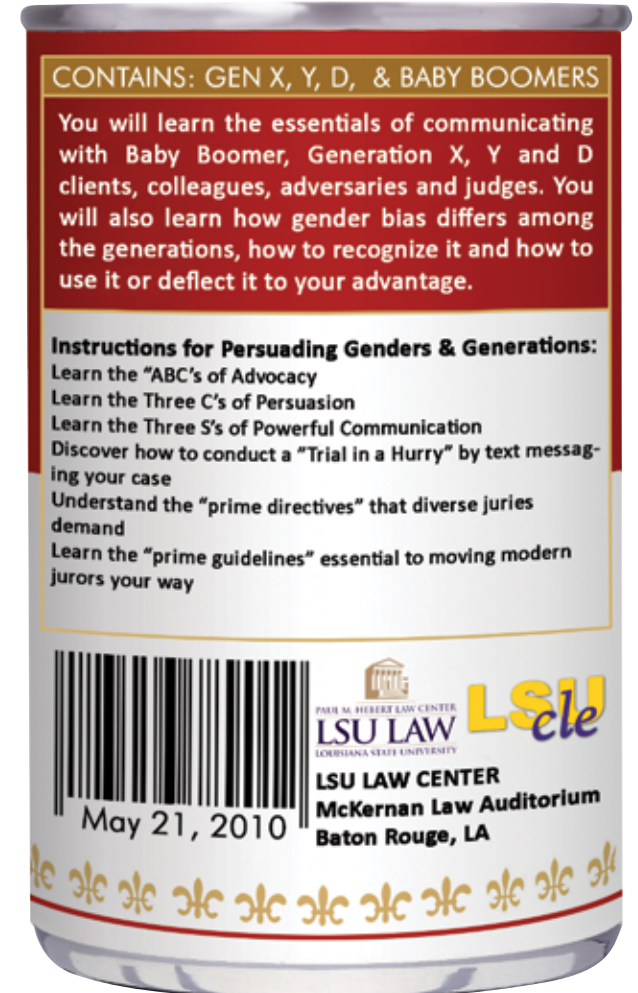 CONTAINS: GEN X, Y, D, & BABY BOOMERS
You will learn the essentials of communicating
with Baby Boomer, Generation X, Y and D
clients, colleagues, adversaries and judges. You
will also learn how gender bias differs among
the generations, how to recognize it and how to
use it or deflect it to your advantage.
Instructions for Persuading Genders & Generations:
Learn the “ABC’s of Advocacy
Learn the Three C’s of Persuasion
Learn the Three S’s of Powerful Communication
Discover how to conduct a “Trial in a Hurry” by text messag-
ing your case
Understand the “prime directives” that diverse juries
demand
Learn the “prime guidelines” essential to moving modern
jurors your way
May 21, 2010
PAUL M. HEBERT LAW CENTER
LSU LAW
LOUISIANA STATE UNIVERSITY
LSU
cle
LSU LAW CENTER
McKernan Law Auditorium
Baton Rouge, LA